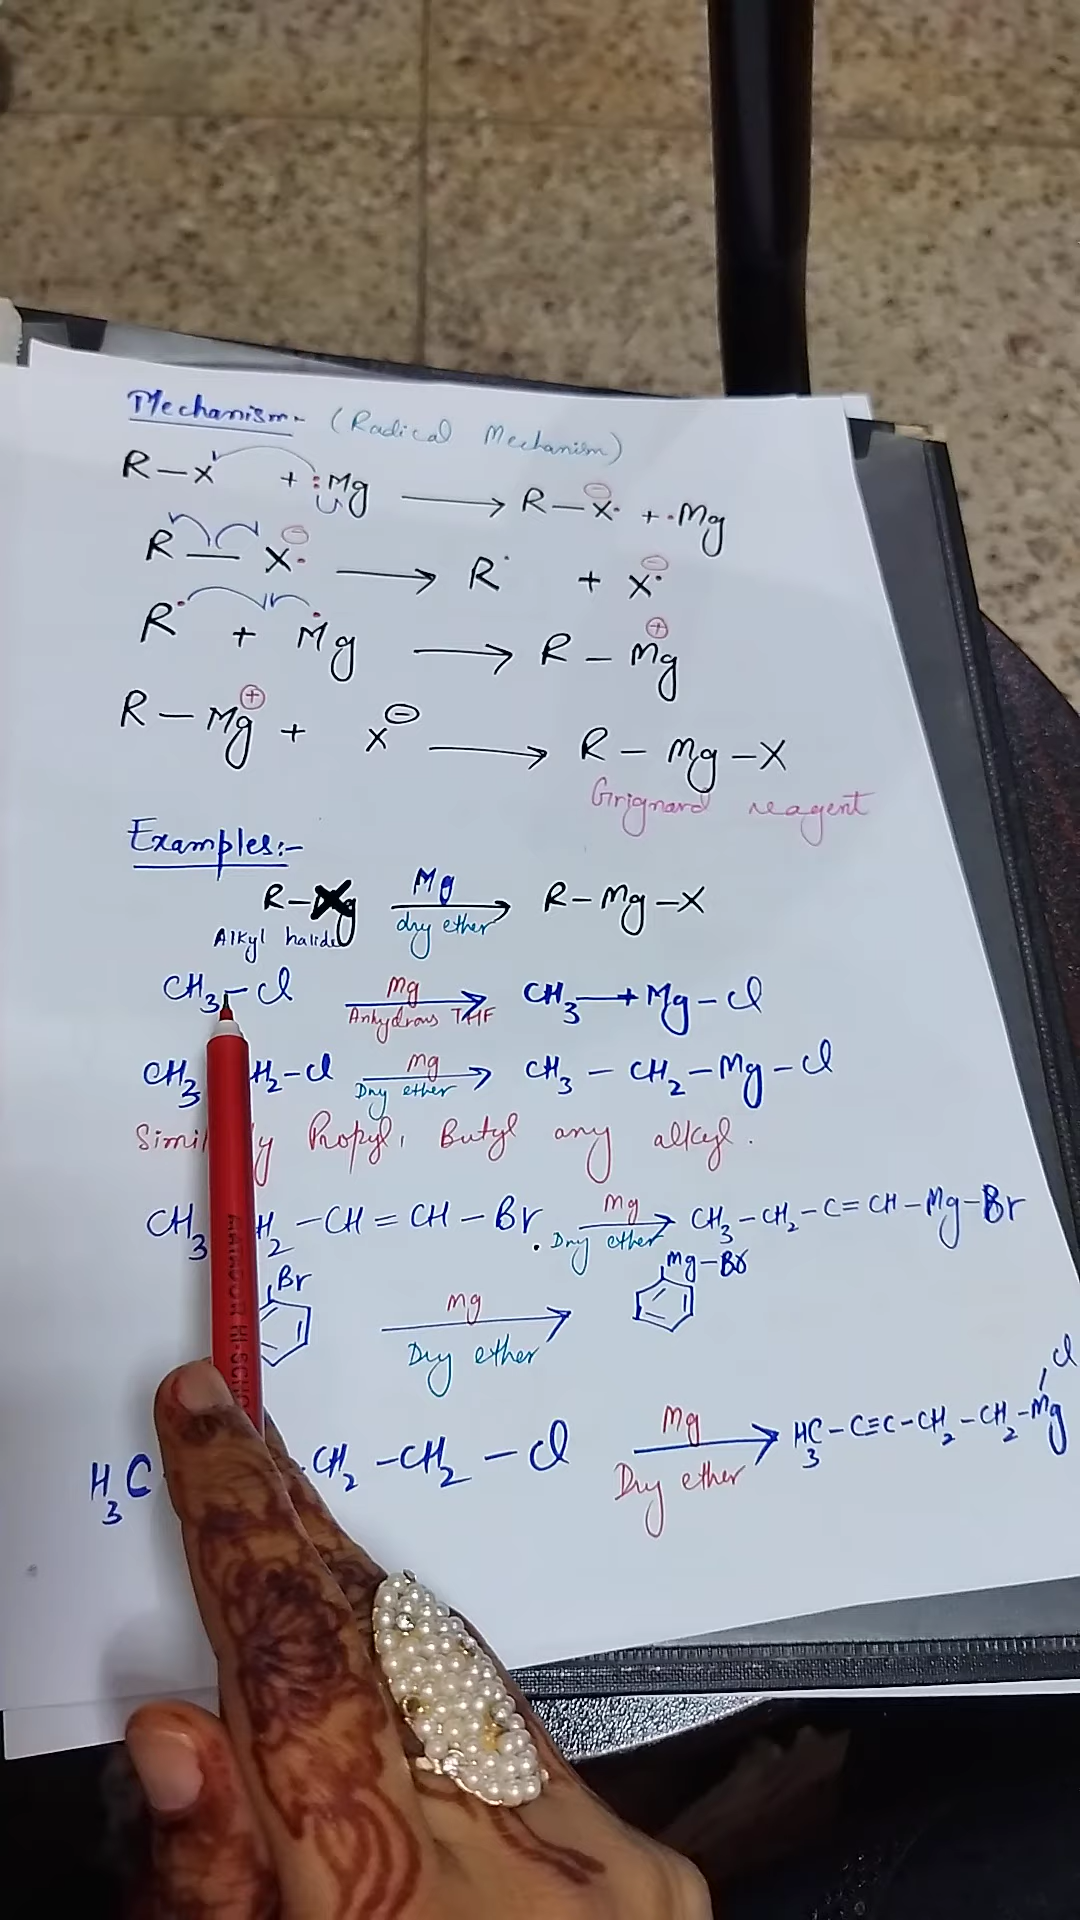 Mechanism:- (Radical Mechanism)
R-X + :Mg ⟶ R-X⊖· + ·Mg
R-X⊖· ⟶ R· + X⊖·
R· + Mg· ⟶ R-Mg⊕
R-Mg⊕ + X⊖ ⟶ R-Mg-X
Grignard reagent
Examples:-
R-X Mg ⟶ R-Mg-X
Alkyl halide dry ether
CH3-Cl Mg ⟶ CH3-Mg-Cl
Anhydrous THF
CH3 H2-Cl Mg ⟶ CH3-CH2-Mg-Cl
Dry ether
Simi y Propyl, Butyl any alkyl.
CH3 H2-CH=CH-Br. Mg ⟶ CH3-CH2-C=CH-Mg-Br
Dry ether
Br Mg ⟶ Mg-Br
Dry ether
Cl
H3C -CH2-CH2-Cl Mg ⟶ H3C-C≡C-CH2-CH2-Mg
Dry ether
MATADOR HI-SCHO